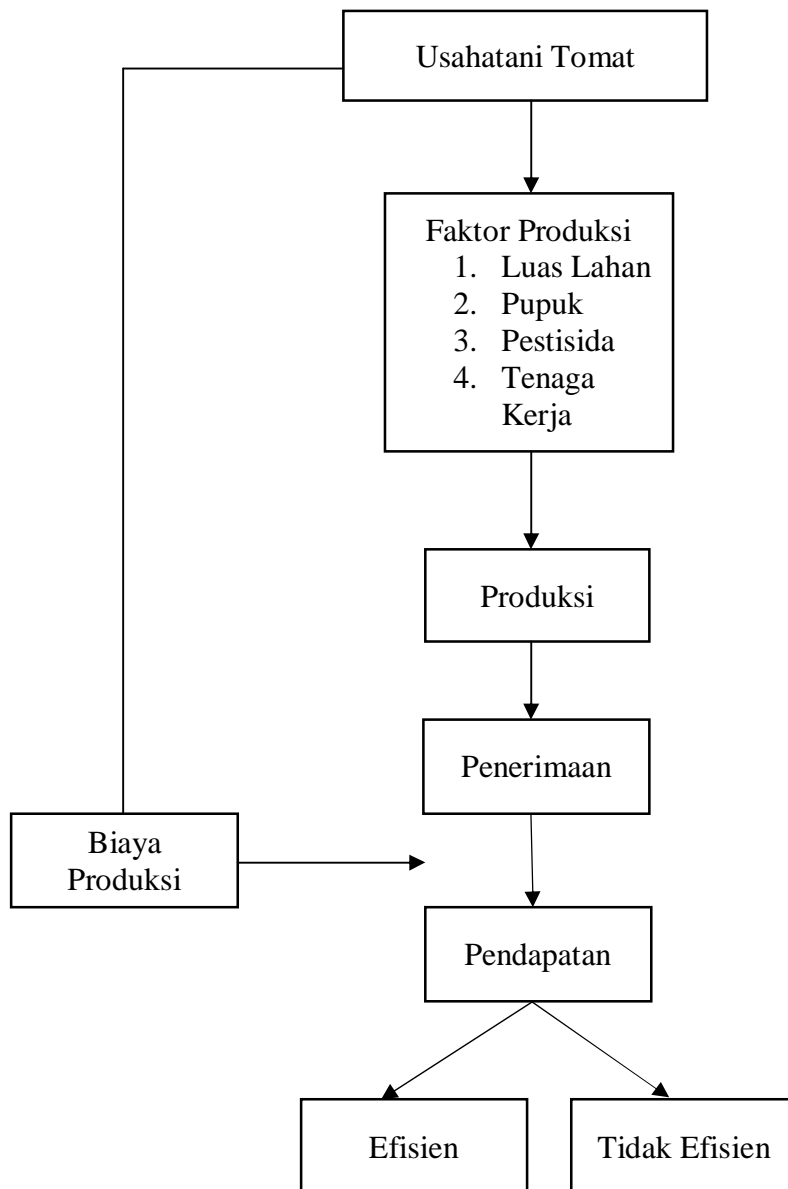 Usahatani Tomat
Faktor Produksi
1. Luas Lahan
2. Pupuk
3. Pestisida
4. Tenaga
Kerja
Produksi
Penerimaan
Biaya
Produksi
Pendapatan
Efisien
Tidak Efisien